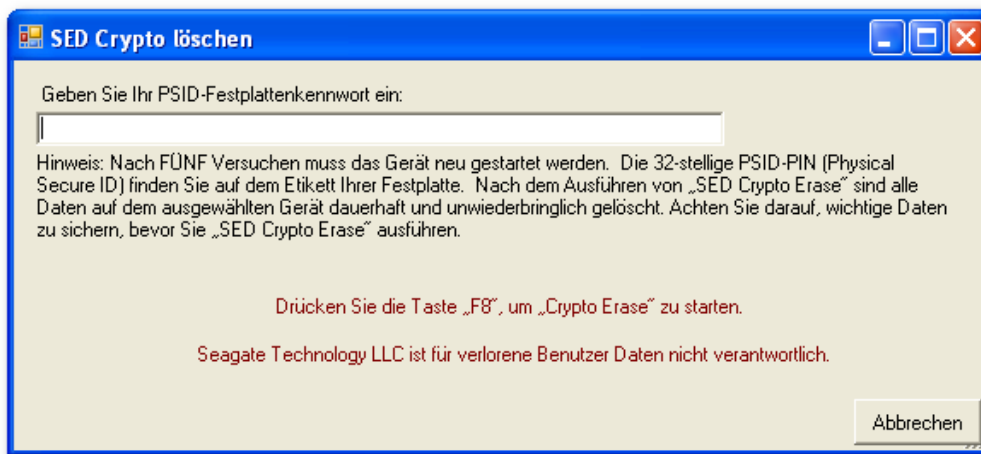 SED Crypto löschen
Geben Sie Ihr PSID-Festplattenkennwort ein:
Hinweis: Nach FÜNF Versuchen muss das Gerät neu gestartet werden.  Die 32-stellige PSID-PIN (Physical
Secure ID) finden Sie auf dem Etikett Ihrer Festplatte.  Nach dem Ausführen von „SED Crypto Erase“ sind alle
Daten auf dem ausgewählten Gerät dauerhaft und unwiederbringlich gelöscht. Achten Sie darauf, wichtige Daten
zu sichern, bevor Sie „SED Crypto Erase“ ausführen.
Drücken Sie die Taste „F8“, um „Crypto Erase“ zu starten.
Seagate Technology LLC ist für verlorene Benutzer Daten nicht verantwortlich.
Abbrechen